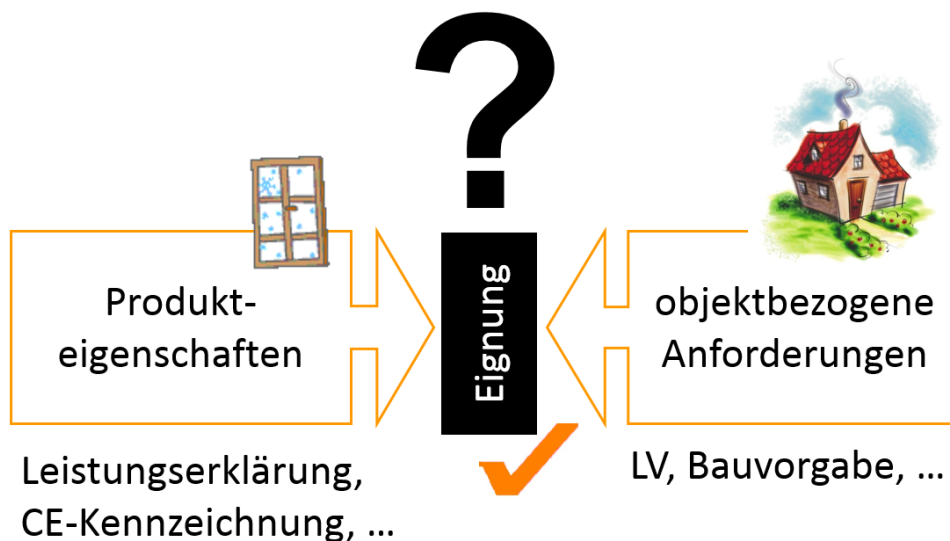 ?
Produkt-
eigenschaften
Eignung
objektbezogene
Anforderungen
Leistungserklärung,
CE-Kennzeichnung, ...
LV, Bauvorgabe, ...